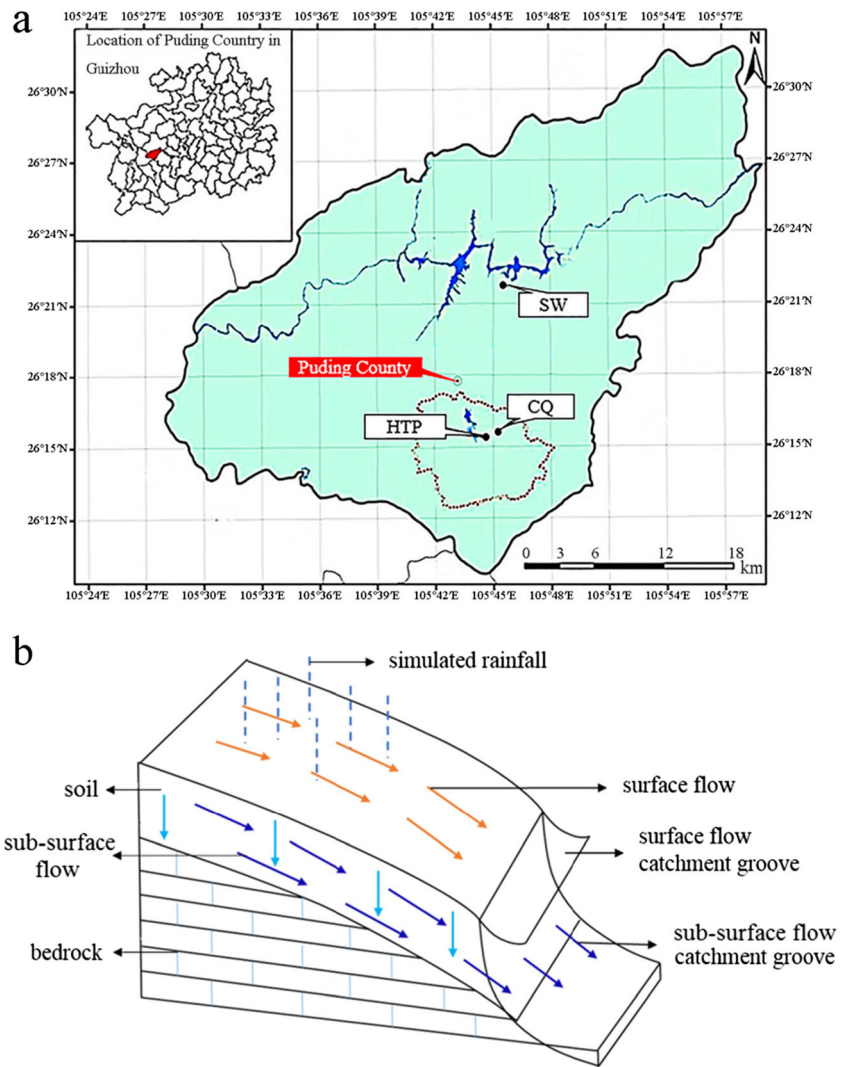 a
Location of Puding Country in
Guizhou
105°24′E 105°27′E 105°30′E 105°33′E 105°36′E 105°39′E 105°42′E 105°45′E 105°48′E 105°51′E 105°54′E 105°57′E
N
26°30′N 26°30′N
26°27′N 26°27′N
26°24′N 26°24′N
26°21′N 26°21′N
SW
26°18′N 26°18′N
Puding County
CQ
HTP
26°15′N 26°15′N
26°12′N 26°12′N
0 3 6 12 18
km
105°24′E 105°27′E 105°30′E 105°33′E 105°36′E 105°39′E 105°42′E 105°45′E 105°48′E 105°51′E 105°54′E 105°57′E
b
simulated rainfall
soil
surface flow
sub-surface
flow
surface flow
catchment groove
bedrock
sub-surface flow
catchment groove